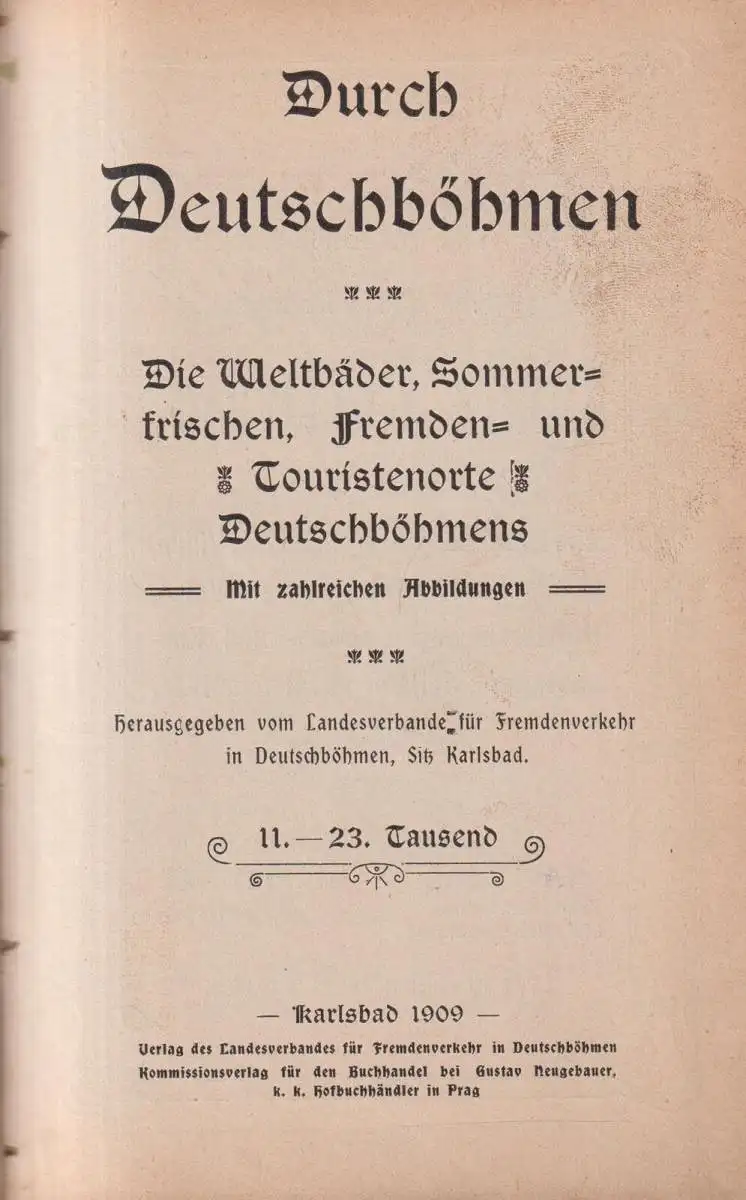 Durch
Deutschböhmen
Die Weltbäder, Sommer=
frischen, Fremden= und
Touristenorte
Deutschböhmens
Mit zahlreichen Abbildungen
Herausgegeben vom Landesverbande für Fremdenverkehr
in Deutschböhmen, Sitz Karlsbad.
11.—23. Tausend
— Karlsbad 1909 —
Verlag des Landesverbandes für Fremdenverkehr in Deutschböhmen
Kommissionsverlag für den Buchhandel bei Gustav Neugebauer,
k. k. Hofbuchhändler in Prag